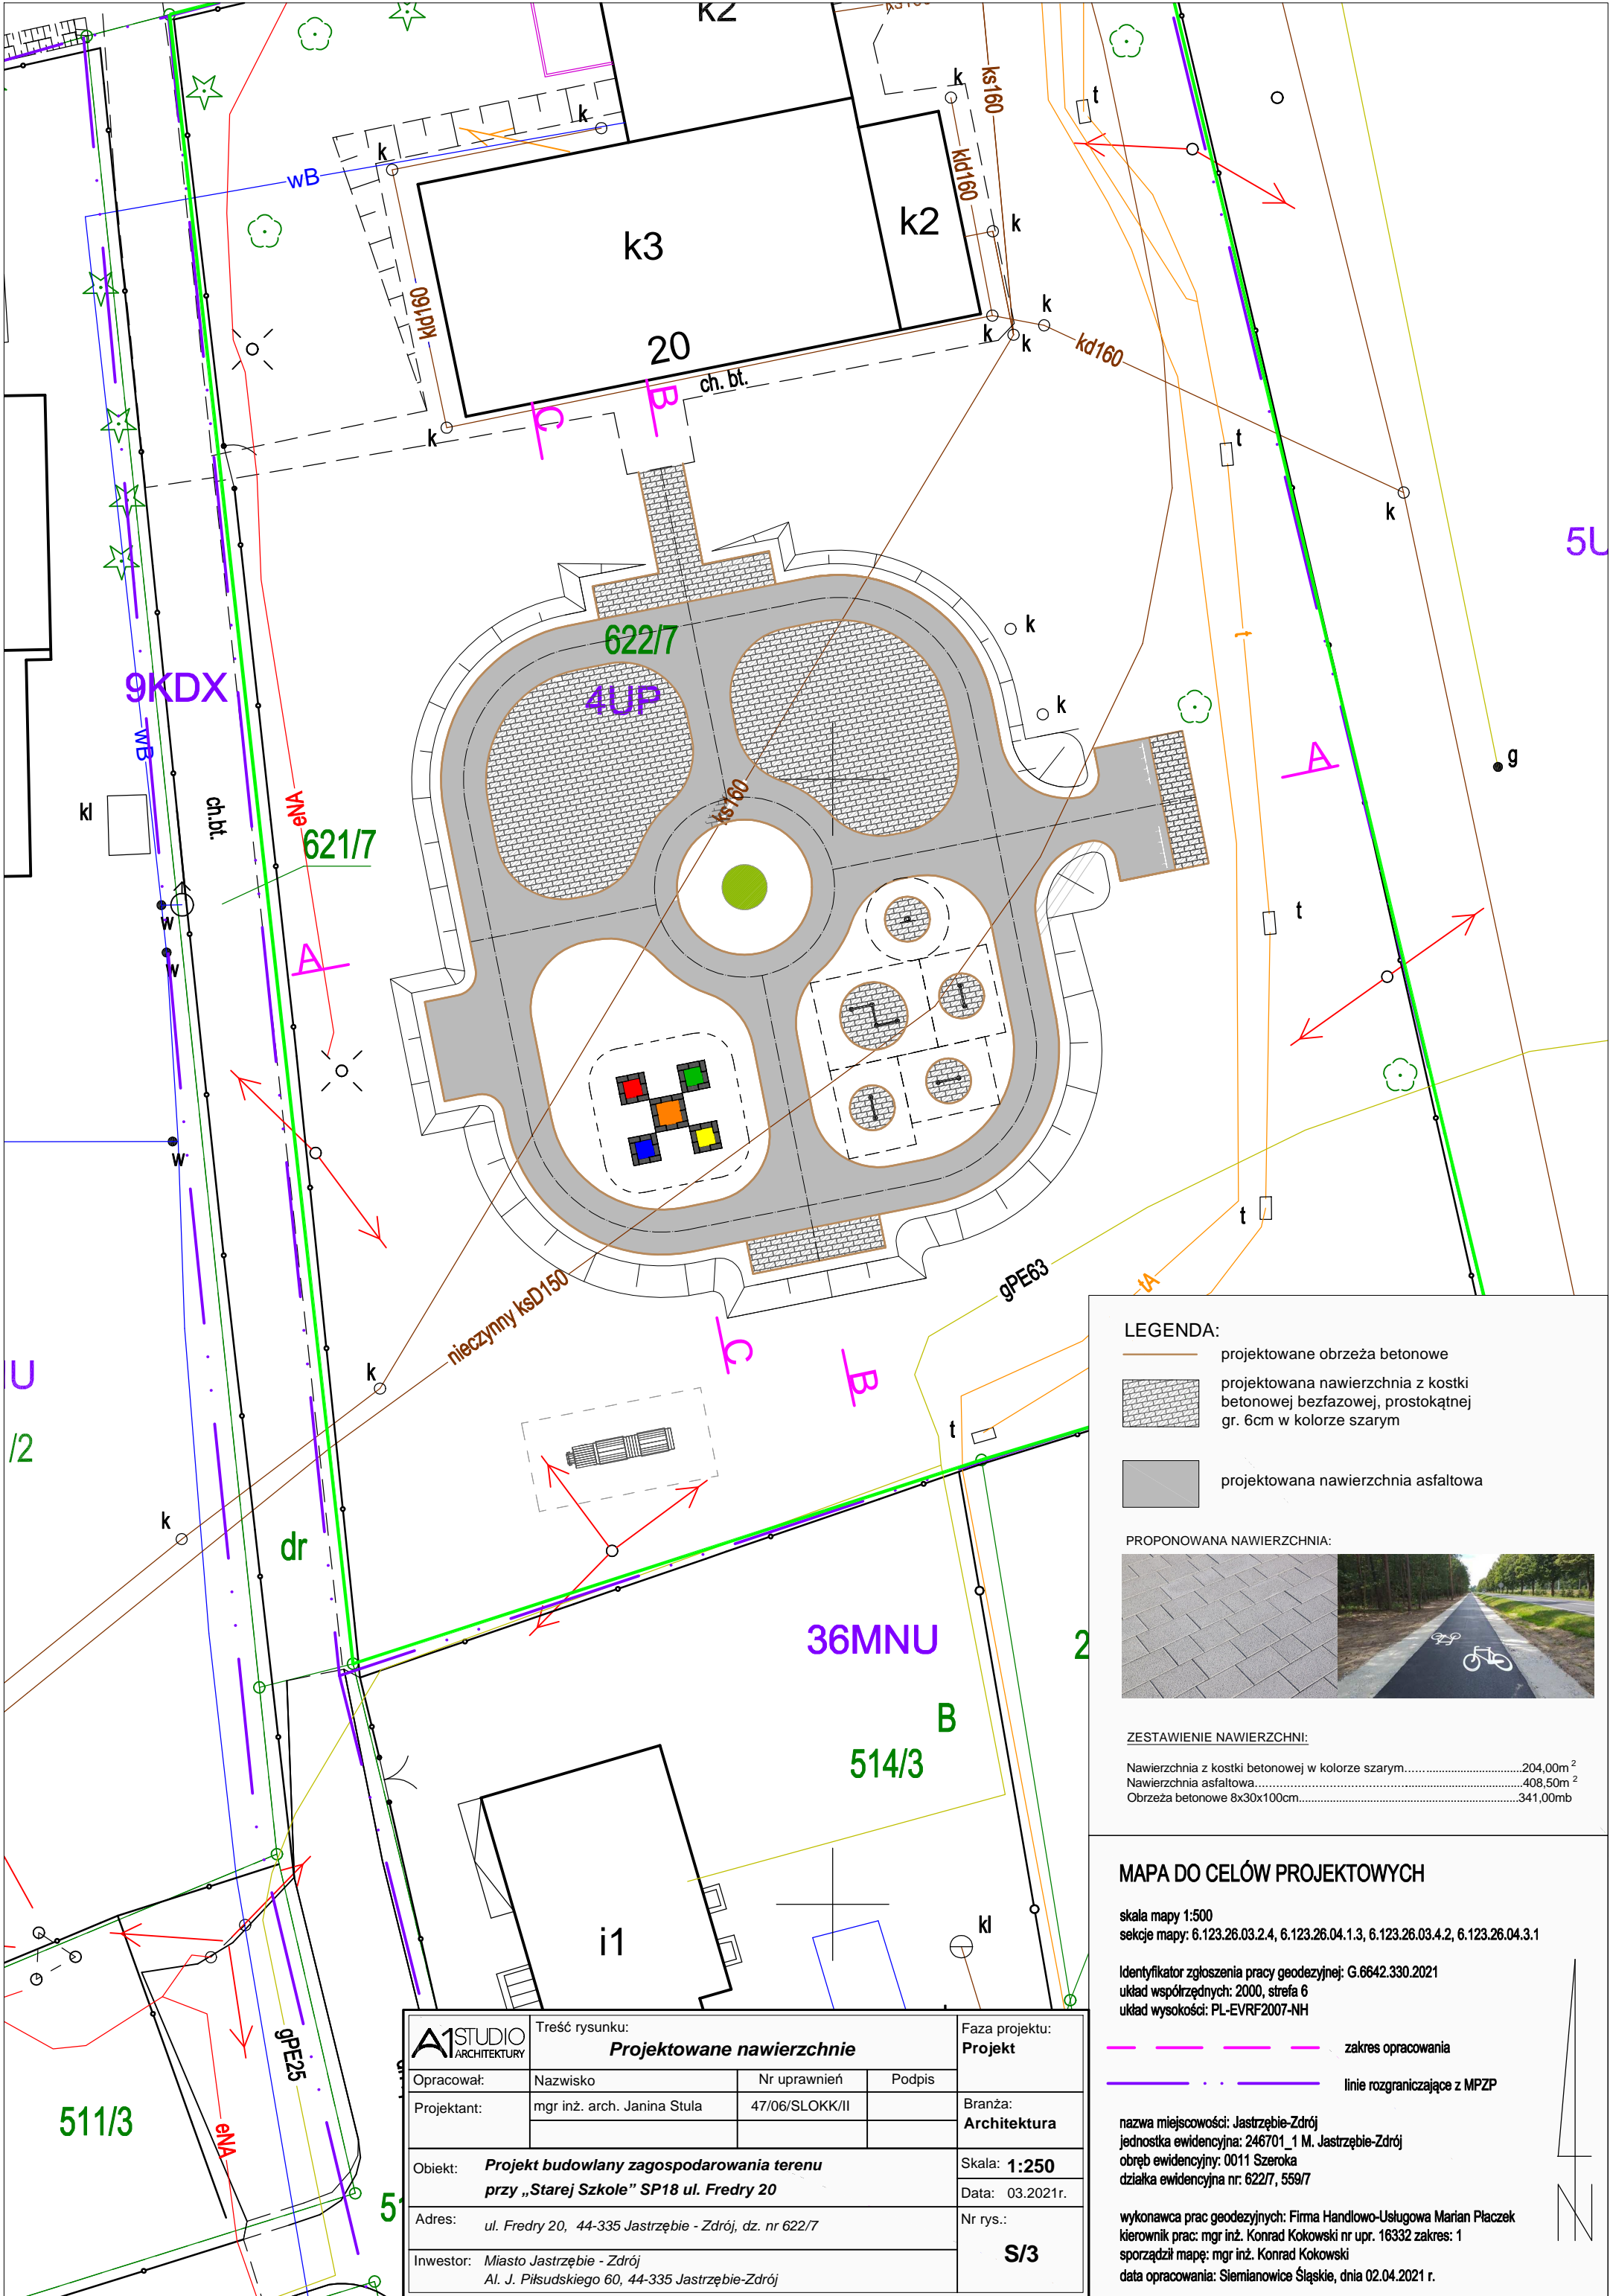 k2
ks160
k
k
t
k
k
wB
kld160
k3
k2
k
kld160
k
k
k
20
kd160
ch. bt.
B
C
k
t
k
5U
622/7
k
t
9KDX
4UP
k
wB
A
g
kl
ch.bt.
eNA
ks160
621/7
w
t
A
w
w
t
gPE63
tA
nieczynny ksD150
C
k
B
U
/2
t
k
dr
36MNU
2
B
514/3
i1
kl
gPE25
511/3
eNA
51
LEGENDA:
projektowane obrzeża betonowe
projektowana nawierzchnia z kostki
betonowej bezfazowej, prostokątnej
gr. 6cm w kolorze szarym
projektowana nawierzchnia asfaltowa
PROPONOWANA NAWIERZCHNIA:
ZESTAWIENIE NAWIERZCHNI:
Nawierzchnia z kostki betonowej w kolorze szarym..................................204,00m 2
Nawierzchnia asfaltowa...............................................................................408,50m 2
Obrzeża betonowe 8x30x100cm.................................................................341,00mb
MAPA DO CELÓW PROJEKTOWYCH
skala mapy 1:500
sekcje mapy: 6.123.26.03.2.4, 6.123.26.04.1.3, 6.123.26.03.4.2, 6.123.26.04.3.1
Identyfikator zgłoszenia pracy geodezyjnej: G.6642.330.2021
układ współrzędnych: 2000, strefa 6
układ wysokości: PL-EVRF2007-NH
zakres opracowania
linie rozgraniczające z MPZP
nazwa miejscowości: Jastrzębie-Zdrój
jednostka ewidencyjna: 246701_1 M. Jastrzębie-Zdrój
obręb ewidencyjny: 0011 Szeroka
działka ewidencyjna nr: 622/7, 559/7
N
wykonawca prac geodezyjnych: Firma Handlowo-Usługowa Marian Płaczek
kierownik prac: mgr inż. Konrad Kokowski nr upr. 16332 zakres: 1
sporządził mapę: mgr inż. Konrad Kokowski
data opracowania: Siemianowice Śląskie, dnia 02.04.2021 r.
A1 STUDIO
ARCHITEKTURY
Treść rysunku:
Projektowane nawierzchnie
Faza projektu:
Projekt
Opracował: Nazwisko Nr uprawnień Podpis
Projektant: mgr inż. arch. Janina Stula 47/06/SLOKK/II
Branża:
Architektura
Obiekt: Projekt budowlany zagospodarowania terenu
przy „Starej Szkole” SP18 ul. Fredry 20
Skala: 1:250
Data: 03.2021r.
Adres: ul. Fredry 20, 44-335 Jastrzębie - Zdrój, dz. nr 622/7
Nr rys.:
S/3
Inwestor: Miasto Jastrzębie - Zdrój
Al. J. Piłsudskiego 60, 44-335 Jastrzębie-Zdrój